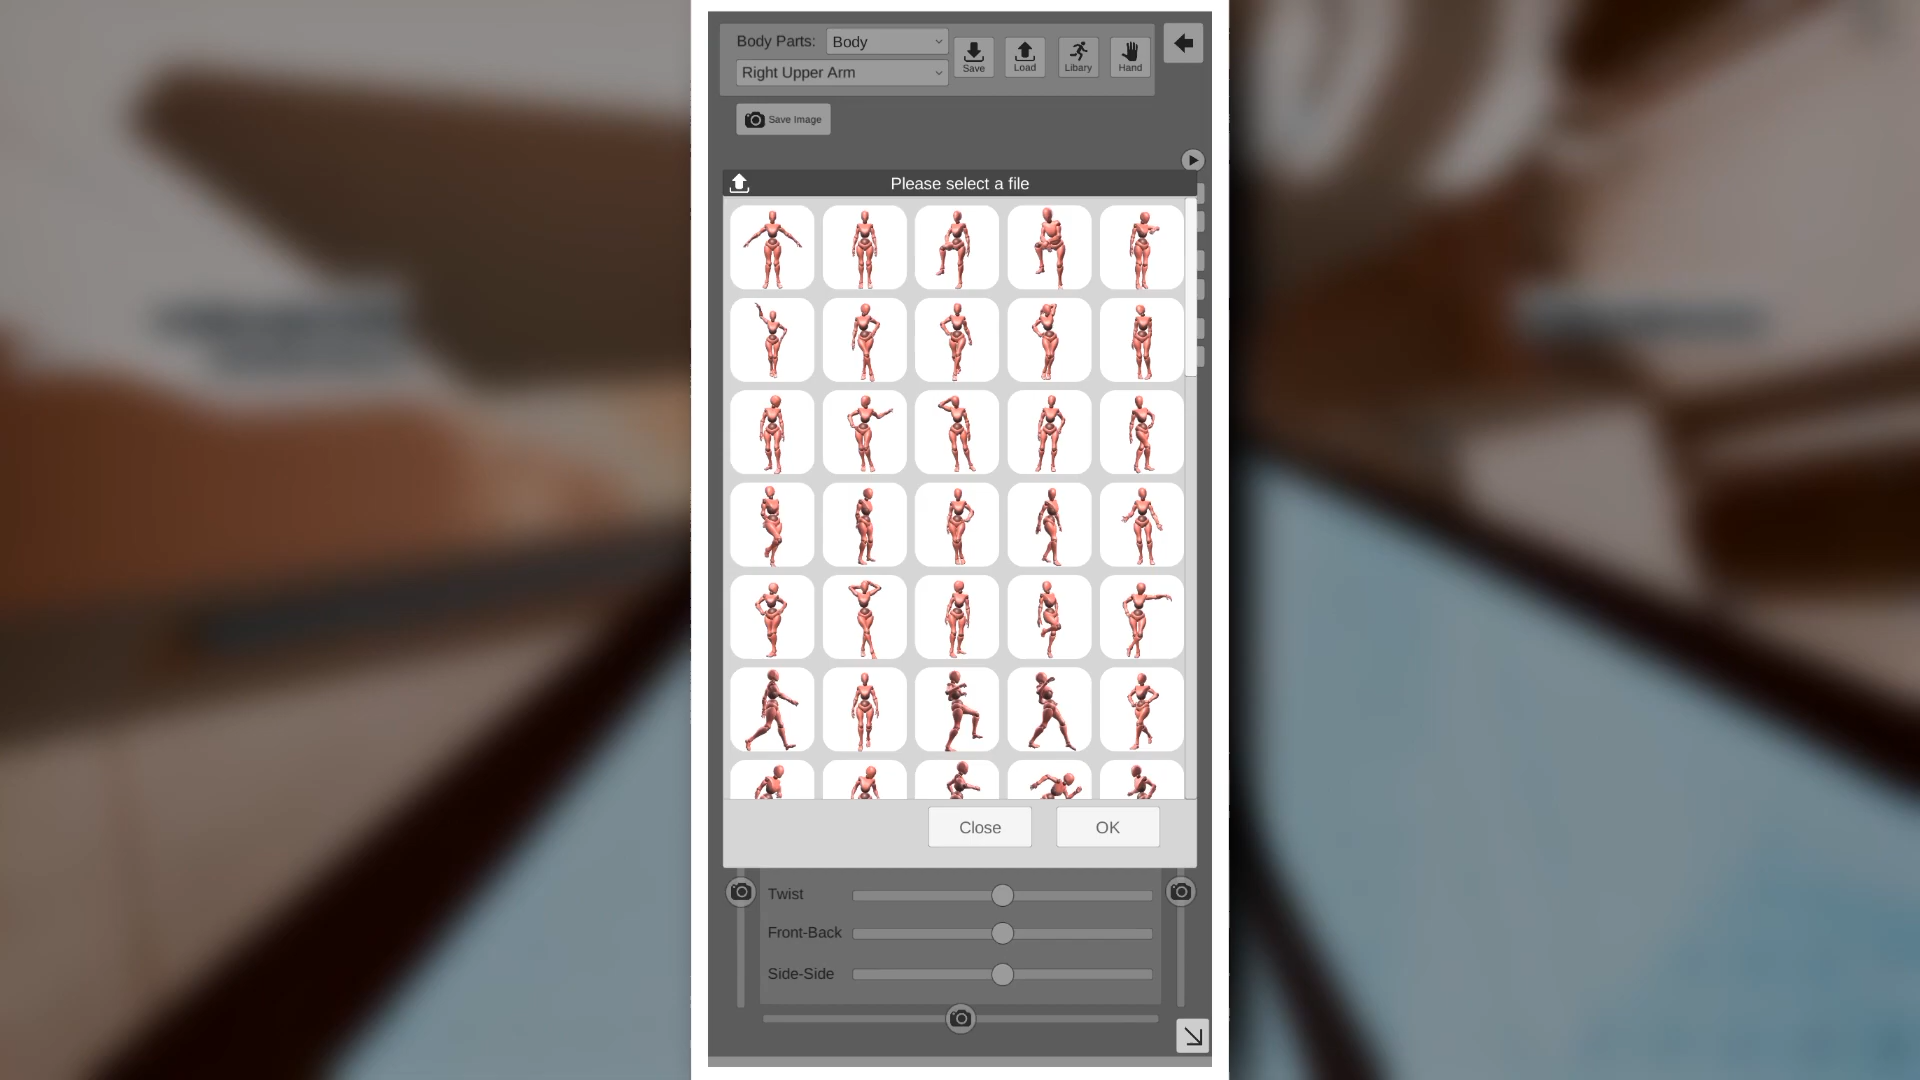 Body Parts: Body
Right Upper Arm
Save
Load
Libary
Hand
Save Image
Please select a file
Close
OK
Twist
Front-Back
Side-Side